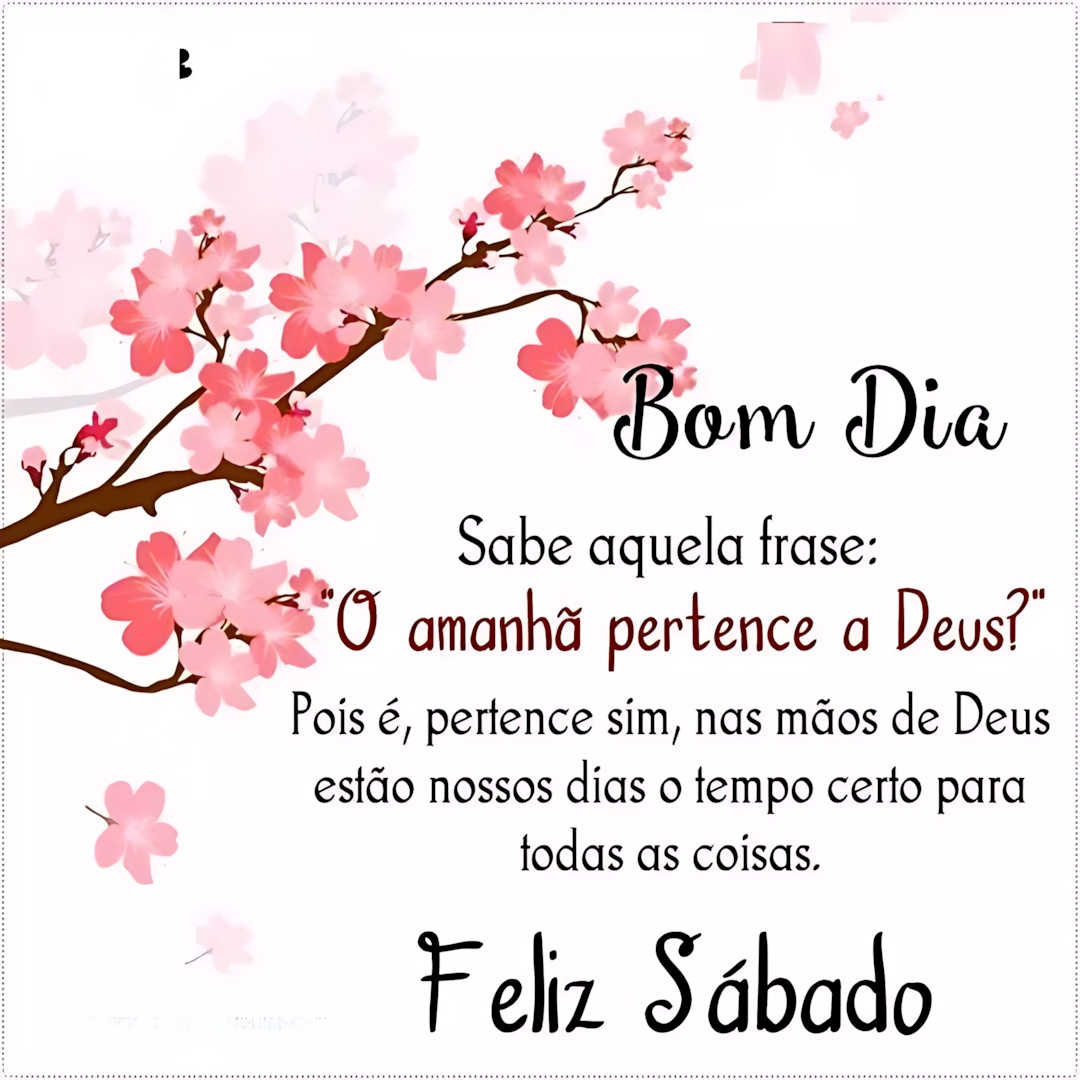 Bom Dia
Sabe aquela frase:
"O amanhã pertence a Deus?"
Pois é, pertence sim, nas mãos de Deus
estão nossos dias o tempo certo para
todas as coisas.
Feliz Sábado